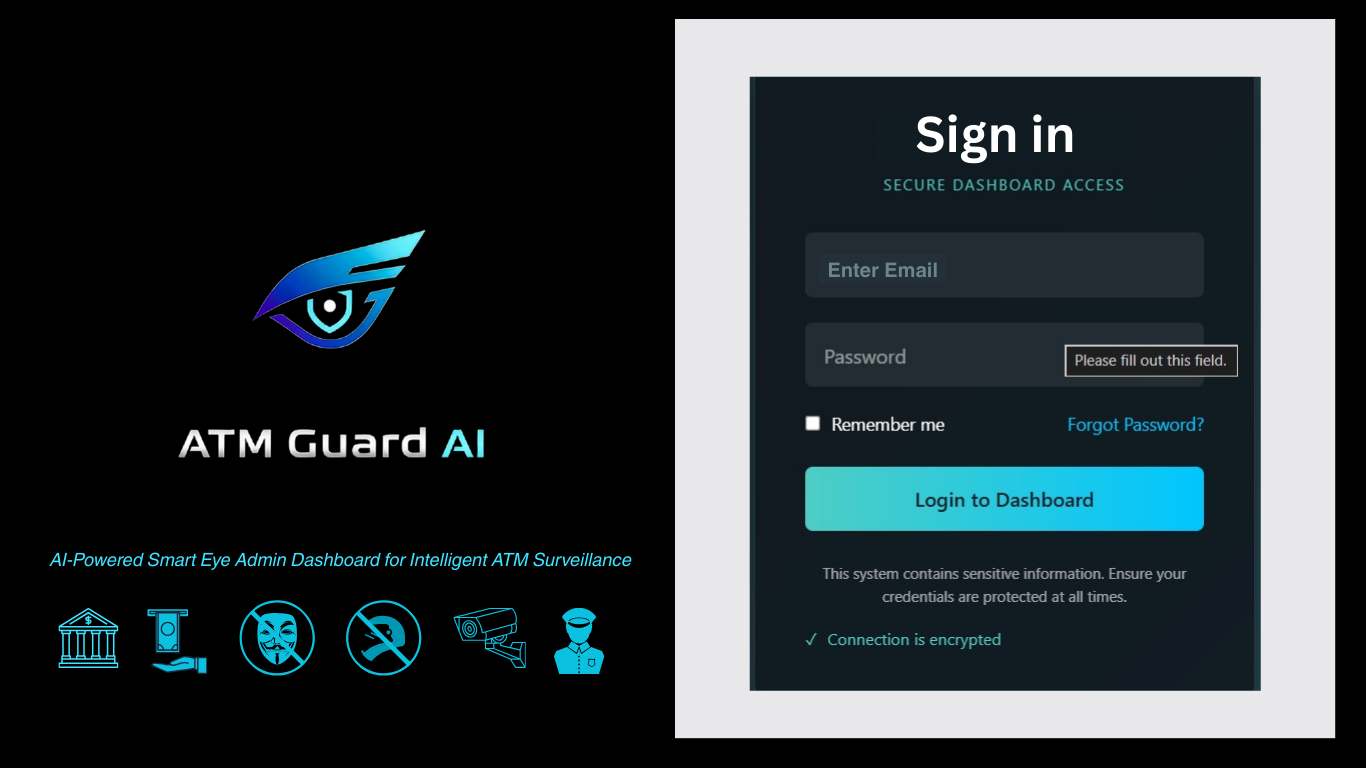 ATM Guard AI
AI-Powered Smart Eye Admin Dashboard for Intelligent ATM Surveillance
$
Sign in
SECURE DASHBOARD ACCESS
Enter Email
Password
Please fill out this field.
Remember me
Forgot Password?
Login to Dashboard
This system contains sensitive information. Ensure your
credentials are protected at all times.
✓ Connection is encrypted